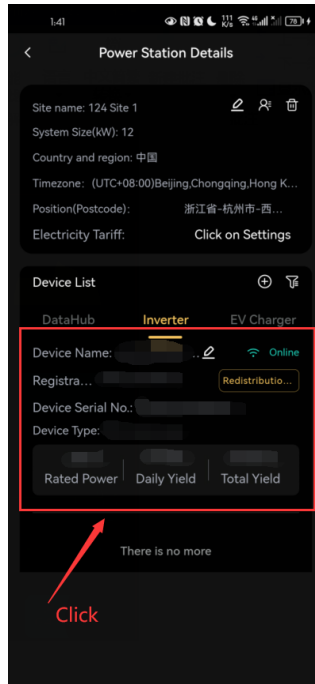 1:41
111 K/s
78
Power Station Details
Site name: 124 Site 1
System Size(kW): 12
Country and region: 中国
Timezone: (UTC+08:00)Beijing,Chongqing,Hong K...
Position(Postcode): 浙江省-杭州市-西...
Electricity Tariff: Click on Settings
Device List
DataHub Inverter EV Charger
Device Name: ... Online
Registra... Redistributio...
Device Serial No.:
Device Type:
Rated Power Daily Yield Total Yield
There is no more
Click